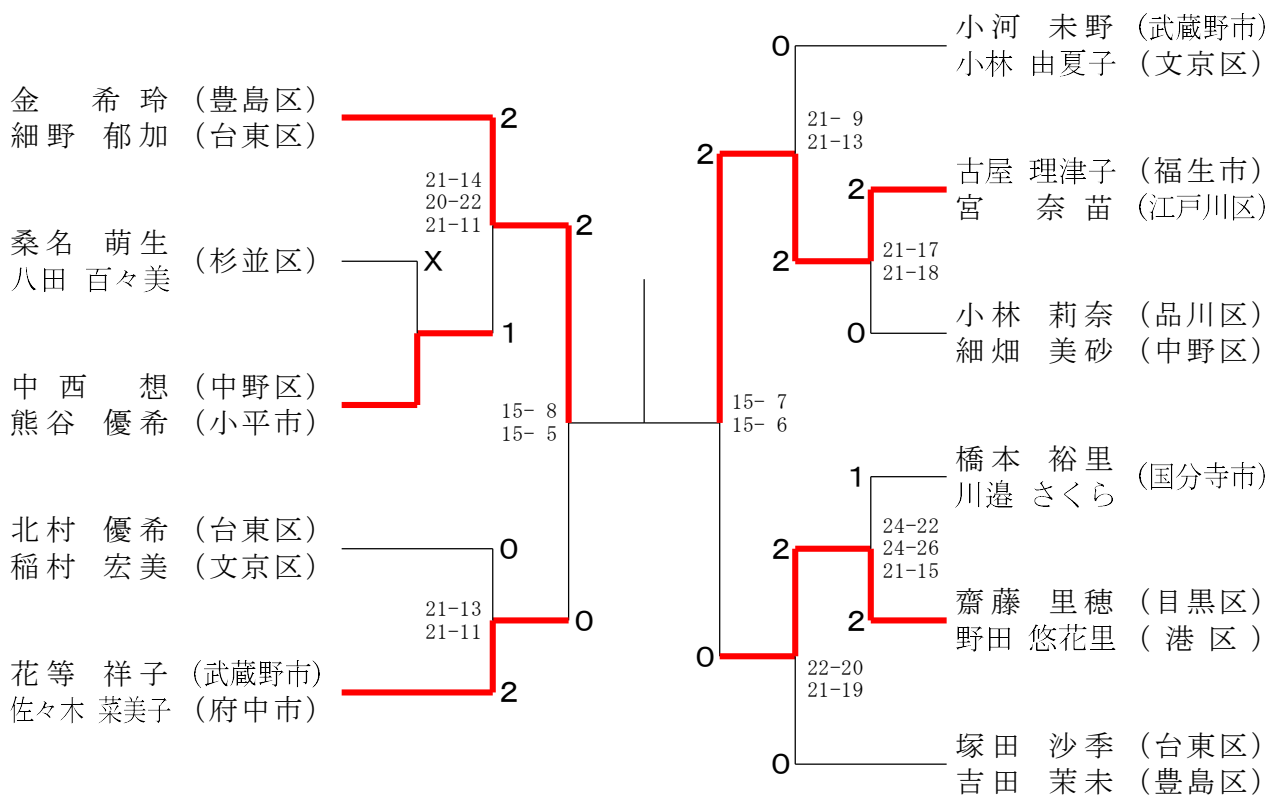 金 希玲 (豊島区)
細野 郁加 (台東区)
2
21-14
20-22
21-11
2
桑名 萌生
八田 百々美
(杉並区)
X
1
中西 想 (中野区)
熊谷 優希 (小平市)
15- 8
15- 5
北村 優希 (台東区)
稲村 宏美 (文京区)
0
21-13
21-11
0
花等 祥子 (武蔵野市)
佐々木 菜美子 (府中市)
2
0
小河 未野 (武蔵野市)
小林 由夏子 (文京区)
21- 9
21-13
2
2
古屋 理津子 (福生市)
宮 奈苗 (江戸川区)
2
21-17
21-18
0
小林 莉奈 (品川区)
細畑 美砂 (中野区)
15- 7
15- 6
1
橋本 裕里
川邉 さくら
(国分寺市)
24-22
24-26
21-15
2
2
齋藤 里穂 (目黒区)
野田 悠花里 (港区)
0
22-20
21-19
0
塚田 沙季 (台東区)
吉田 茉未 (豊島区)